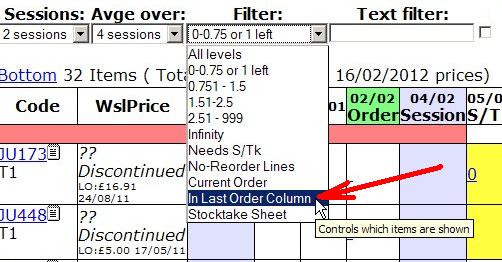 Sessions: Avge over: Filter: Text filter:
2 sessions 4 sessions 0-0.75 or 1 left
Bottom 32 Items ( Tota 16/02/2012 prices)
All levels
0-0.75 or 1 left
0.751 - 1.5
1.51-2.5
2.51 - 999
Infinity
Needs S/Tk
No-Reorder Lines
Current Order
In Last Order Column
Stocktake Sheet
Controls which items are shown
Code WslPrice 01 02/02 Order 04/02 Session 05/0 S/T
JU173 ?? 0
T1 Discontinued
LO:£16.91
24/08/11
JU448 ??
T1 Discontinued
LO:£5.00 17/05/11